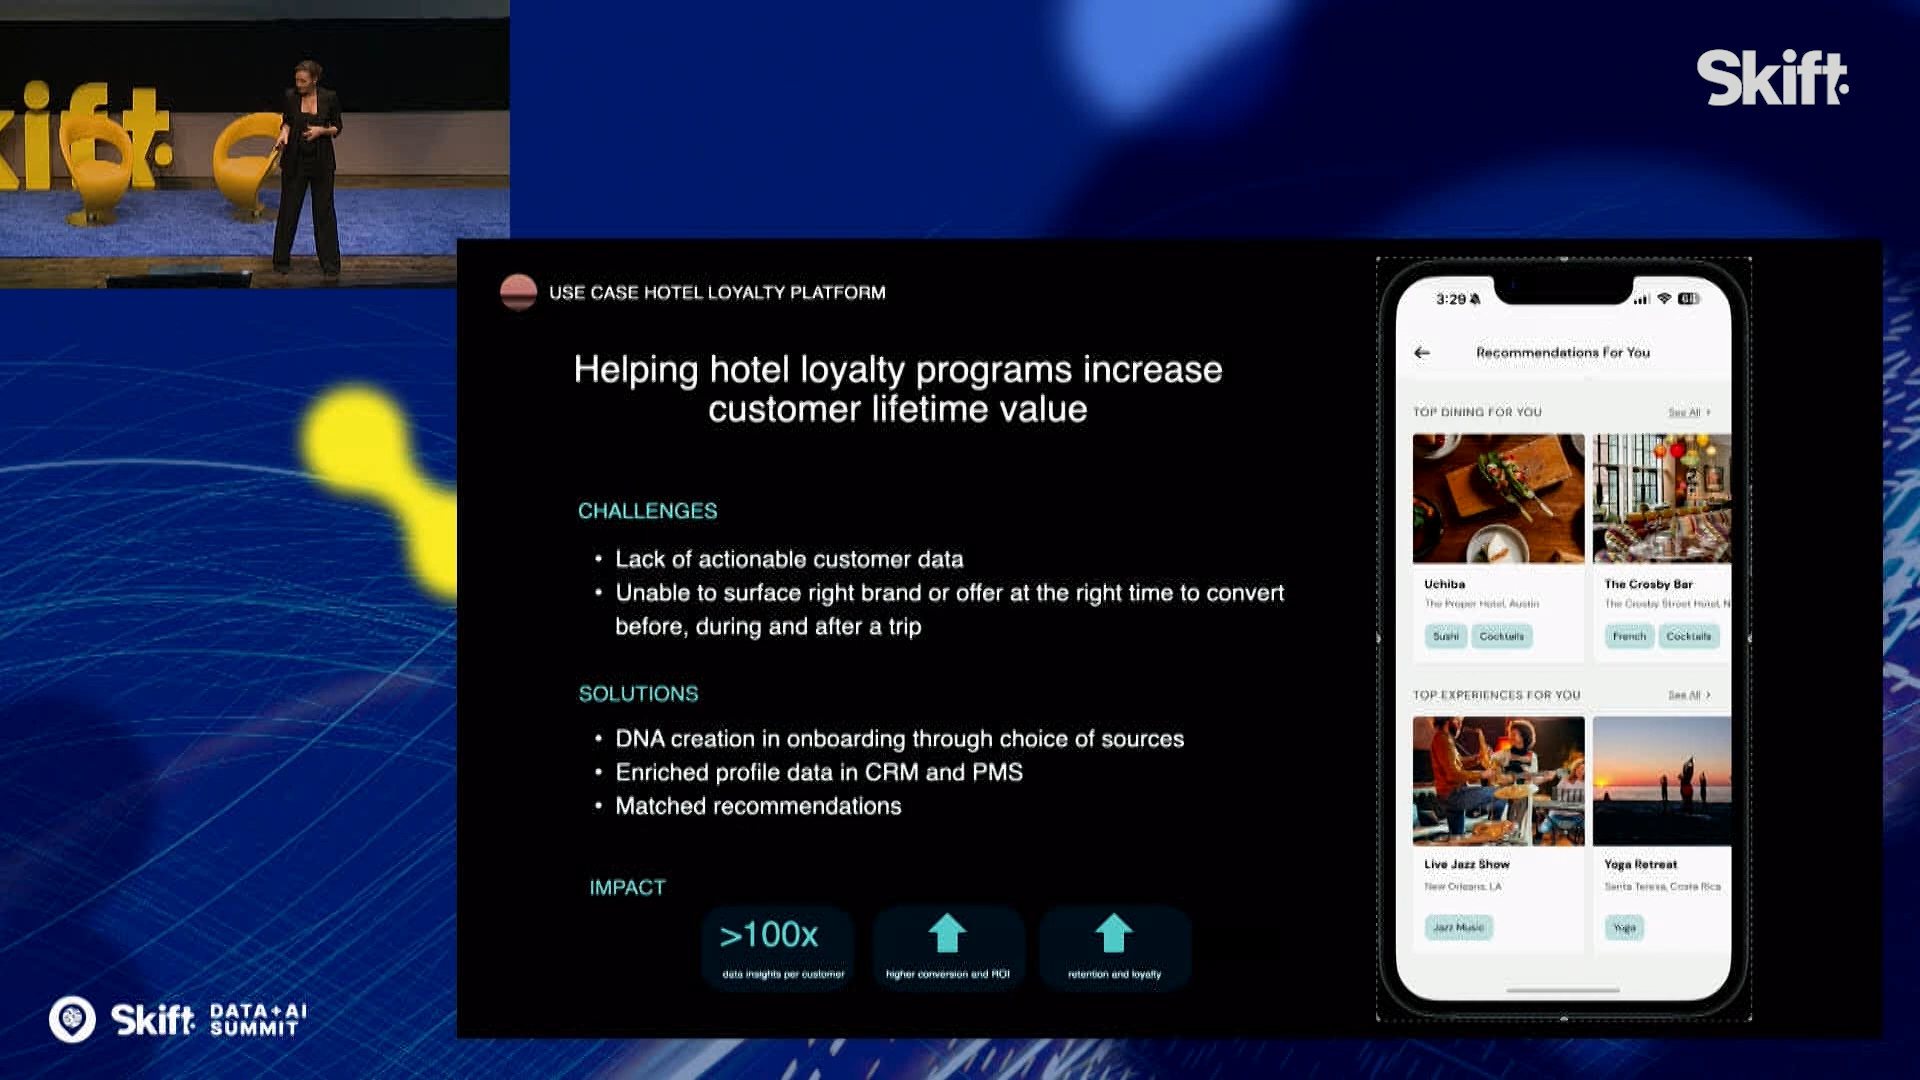 Skift
kift
USE CASE HOTEL LOYALTY PLATFORM
Helping hotel loyalty programs increase
customer lifetime value
CHALLENGES
• Lack of actionable customer data
• Unable to surface right brand or offer at the right time to convert
before, during and after a trip
SOLUTIONS
• DNA creation in onboarding through choice of sources
• Enriched profile data in CRM and PMS
• Matched recommendations
IMPACT
>100x
data insights per customer
higher conversion and ROI
retention and loyalty
3:29
Recommendations For You
TOP DINING FOR YOU
See All >
Uchiba
The Proper Hotel, Austin
Sushi
Cocktails
The Crosby Bar
The Crosby Street Hotel, N
French
Cocktails
TOP EXPERIENCES FOR YOU
See All >
Live Jazz Show
New Orleans, LA
Jazz Music
Yoga Retreat
Santa Teresa, Costa Rica
Yoga
Skift
DATA+AI
SUMMIT